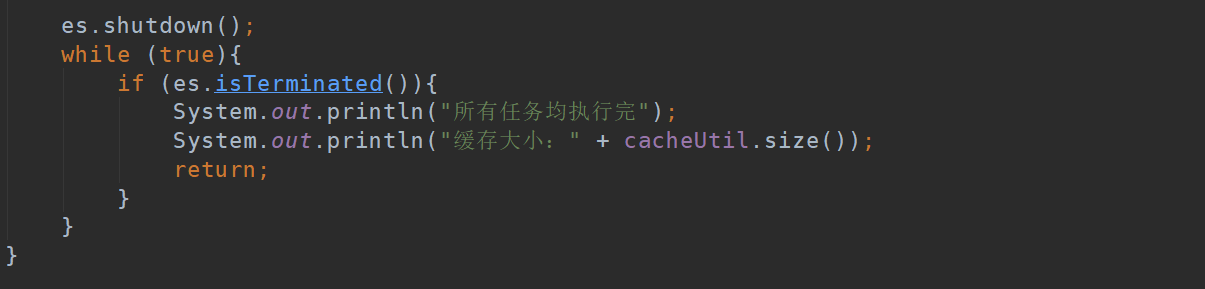 es.shutdown();
while (true){
if (es.isTerminated()){
System.out.println("所有任务均执行完");
System.out.println("缓存大小：" + cacheUtil.size());
return;
}
}
}